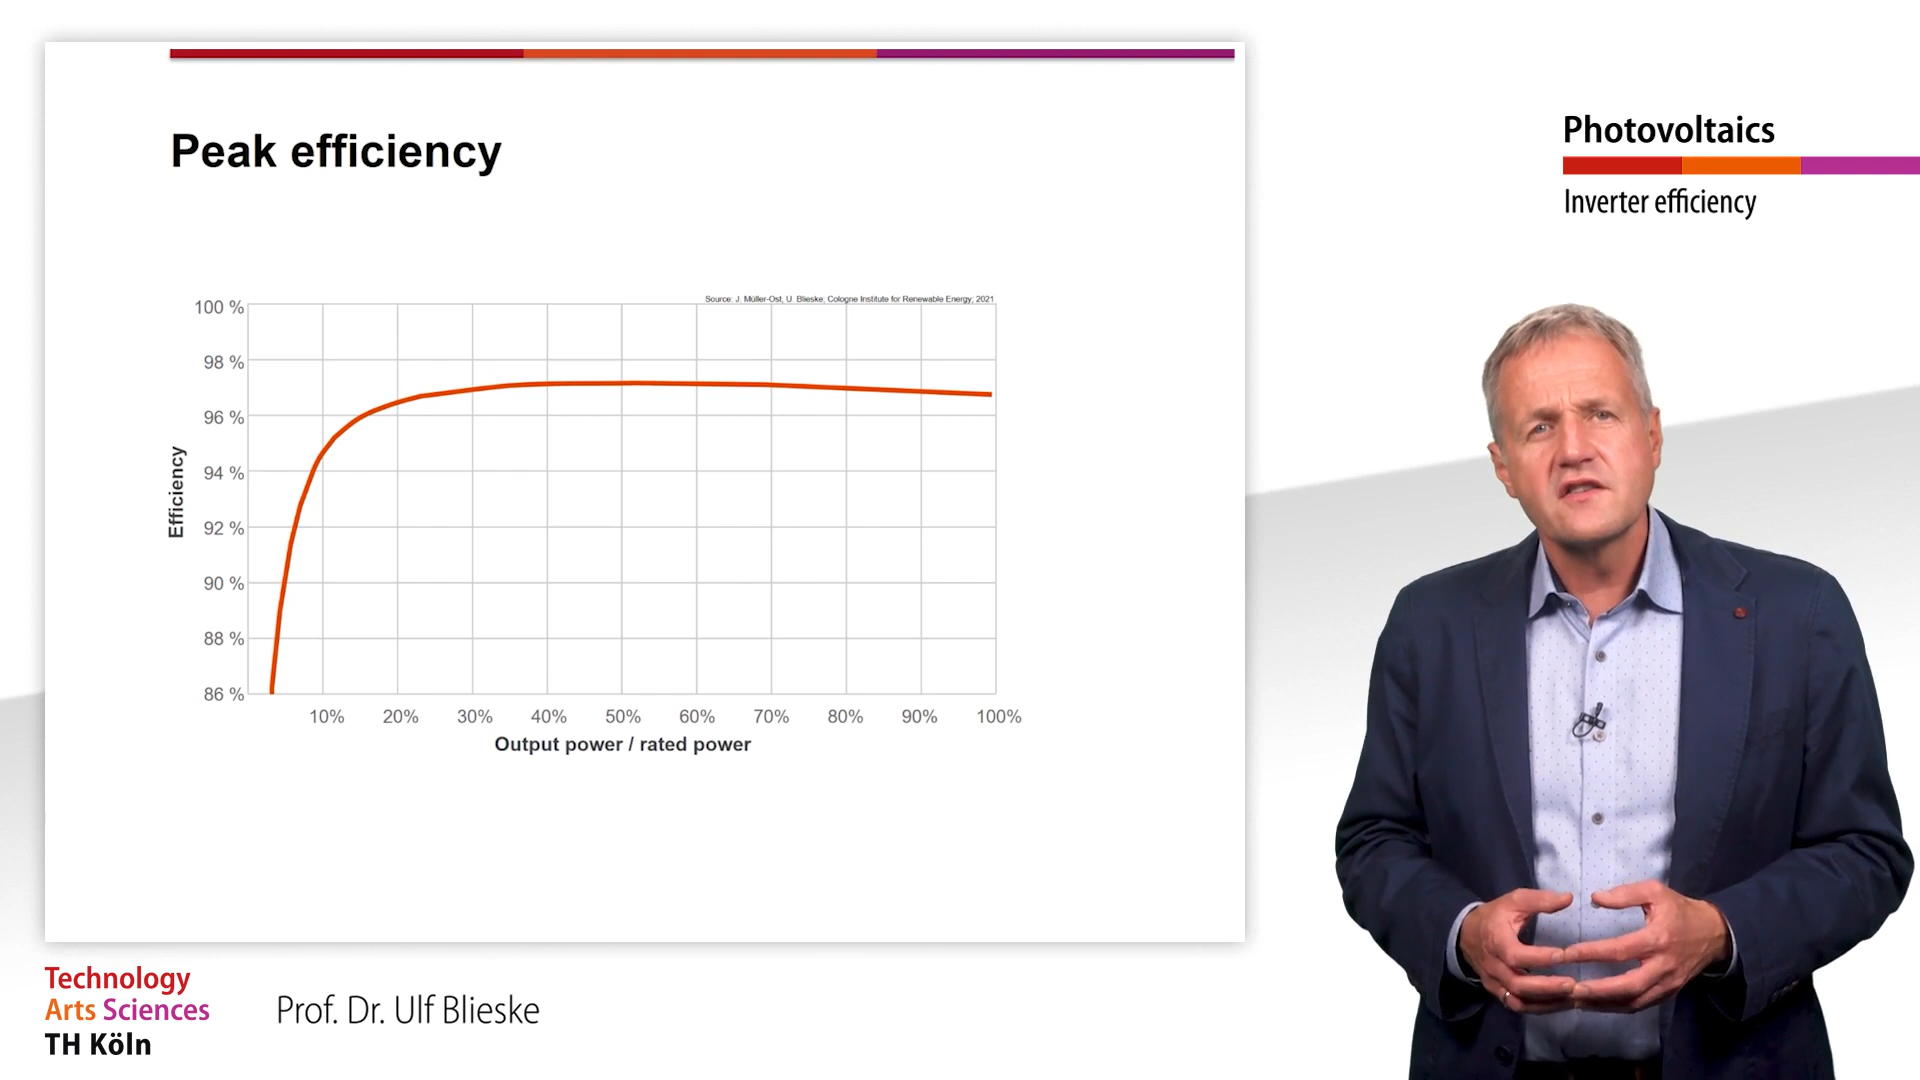 Peak efficiency
Photovoltaics
Inverter efficiency
Source: J. Müller-Ost, U. Blieske; Cologne Institute for Renewable Energy; 2021
100 %
98 %
96 %
94 %
92 %
90 %
88 %
86 %
Efficiency
10% 20% 30% 40% 50% 60% 70% 80% 90% 100%
Output power / rated power
Technology
Arts Sciences
TH Köln
Prof. Dr. Ulf Blieske